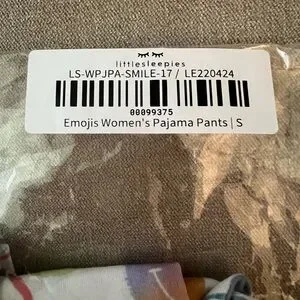 littlesleepies
LS-WPJPA-SMILE-17 / LE220424
00099375
Emojis Women's Pajama Pants | S